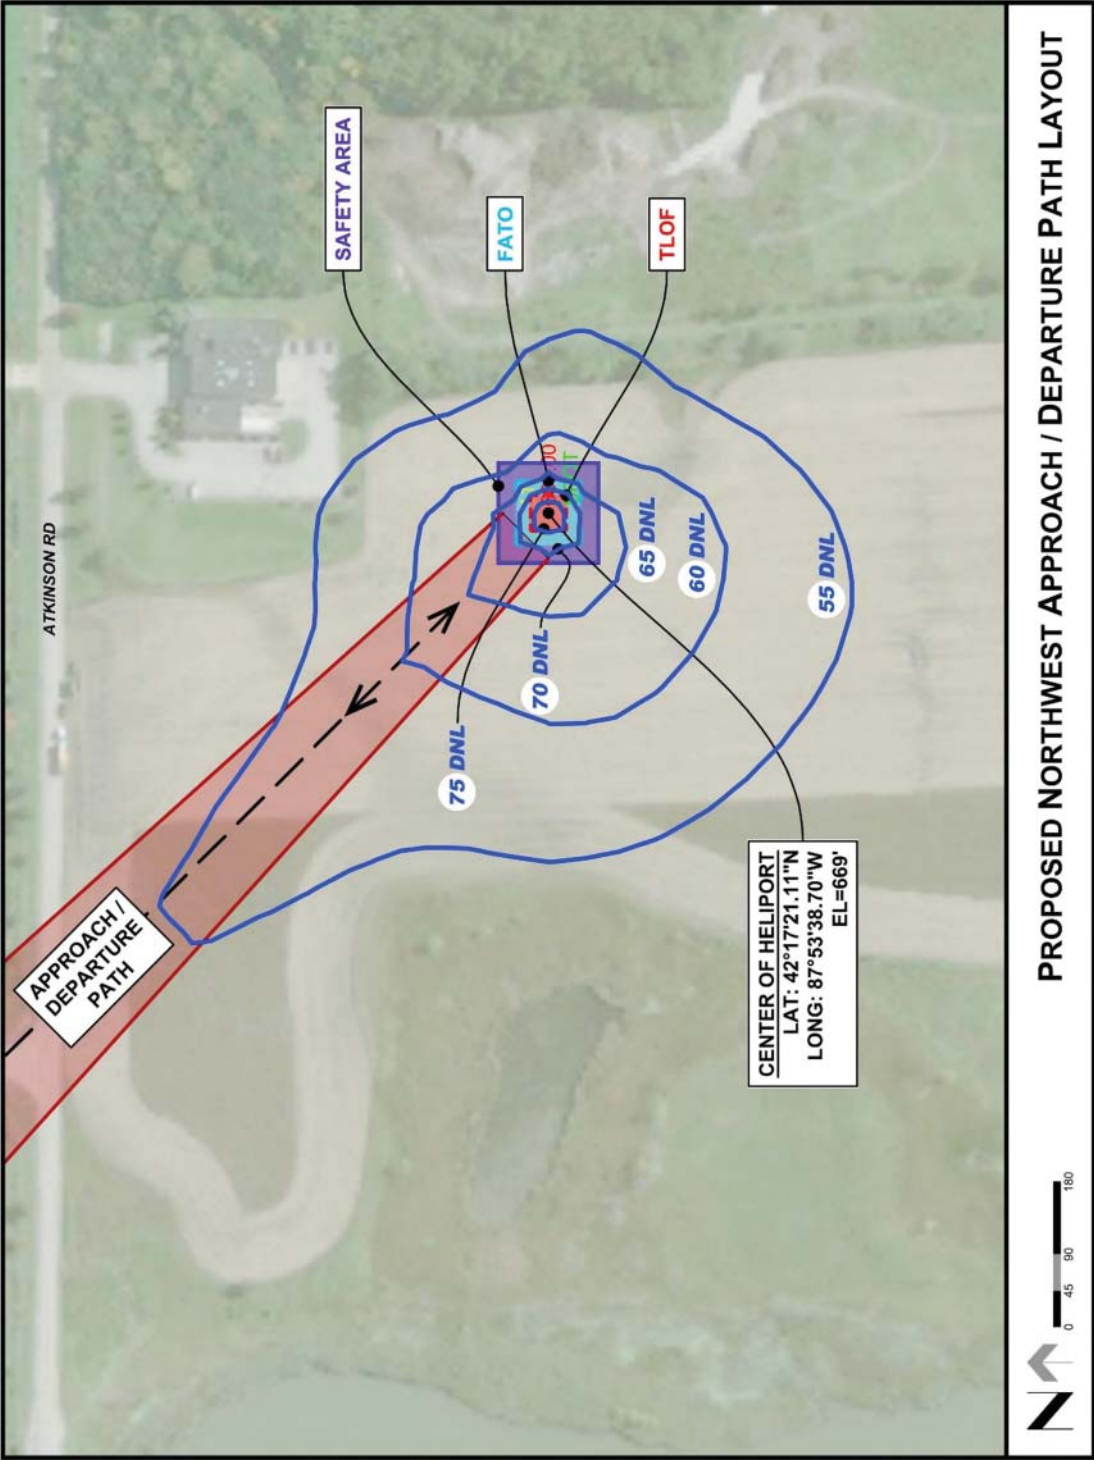 ATKINSON RD
SAFETY AREA
FATO
TLOF
APPROACH /
DEPARTURE
PATH
75 DNL
70 DNL
65 DNL
60 DNL
55 DNL
CENTER OF HELIPORT
LAT: 42°17'21.11"N
LONG: 87°53'38.70"W
EL=669'
N
0 45 90 180
PROPOSED NORTHWEST APPROACH / DEPARTURE PATH LAYOUT